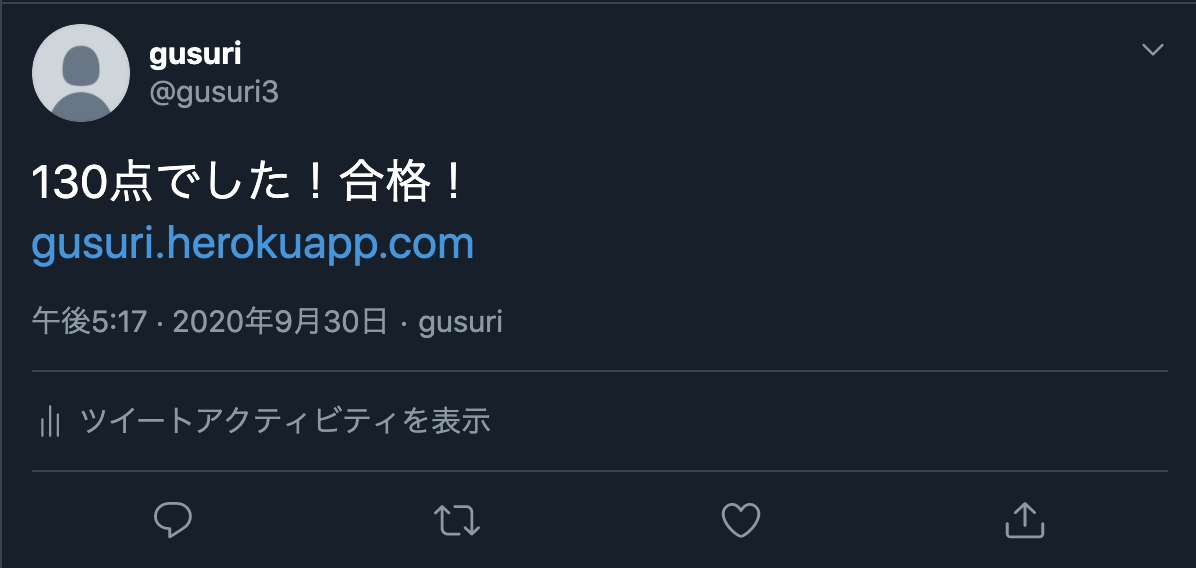 gusuri
@gusuri3
130点でした！合格！
gusuri.herokuapp.com
午後5:17 · 2020年9月30日 · gusuri
ツイートアクティビティを表示